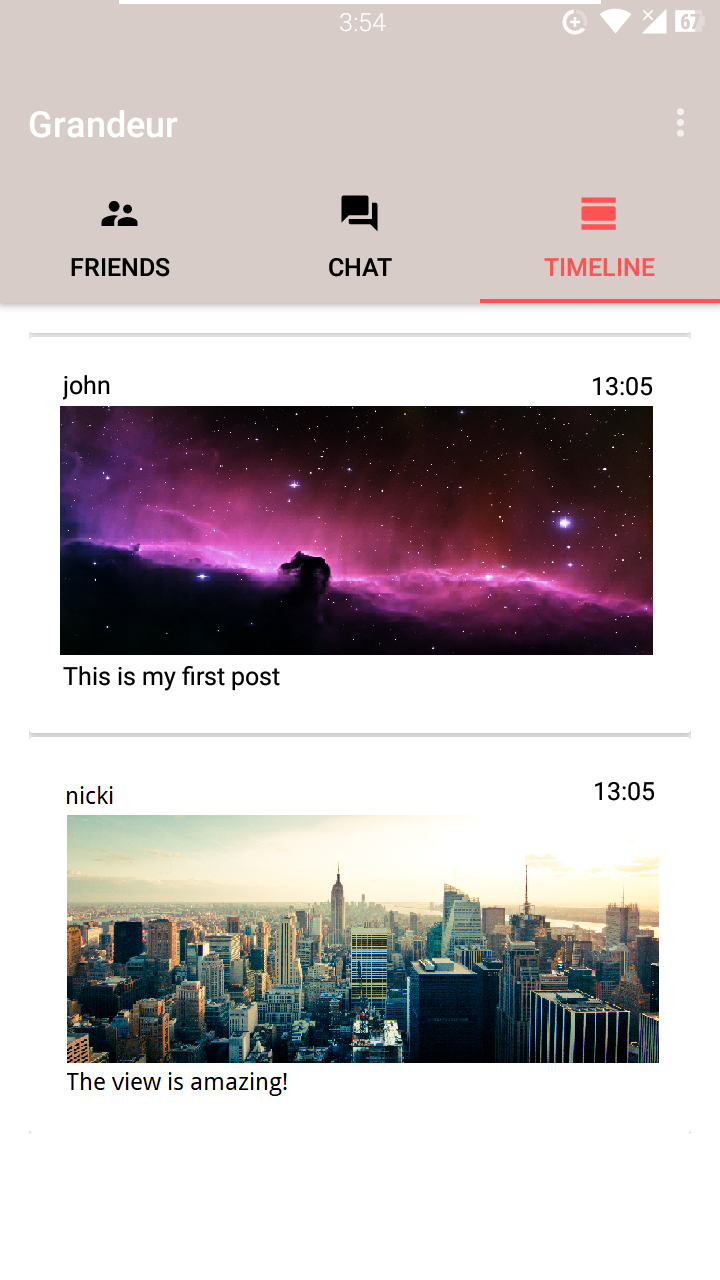 3:54
67
Grandeur
FRIENDS
CHAT
TIMELINE
john
13:05
This is my first post
nicki
13:05
The view is amazing!